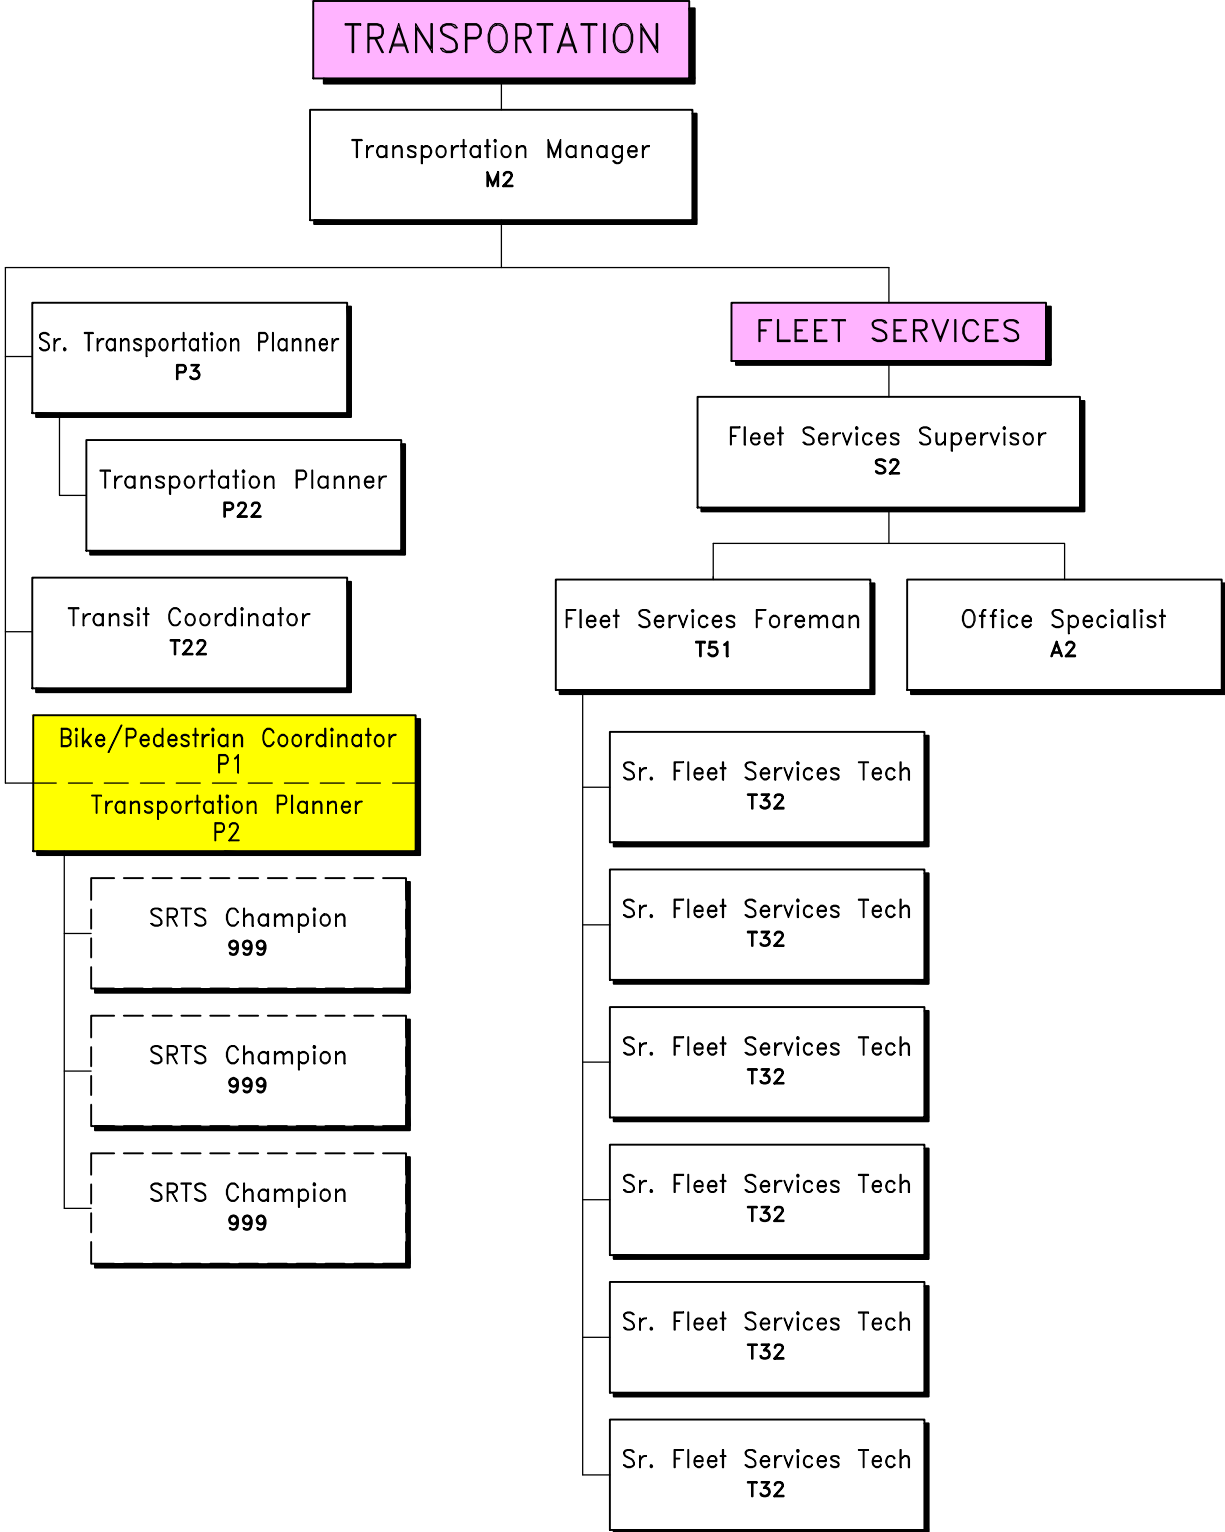 TRANSPORTATION
Transportation Manager
M2
Sr. Transportation Planner
P3
Transportation Planner
P22
Transit Coordinator
T22
Bike/Pedestrian Coordinator
P1
Transportation Planner
P2
SRTS Champion
999
SRTS Champion
999
SRTS Champion
999
FLEET SERVICES
Fleet Services Supervisor
S2
Fleet Services Foreman
T51
Office Specialist
A2
Sr. Fleet Services Tech
T32
Sr. Fleet Services Tech
T32
Sr. Fleet Services Tech
T32
Sr. Fleet Services Tech
T32
Sr. Fleet Services Tech
T32
Sr. Fleet Services Tech
T32